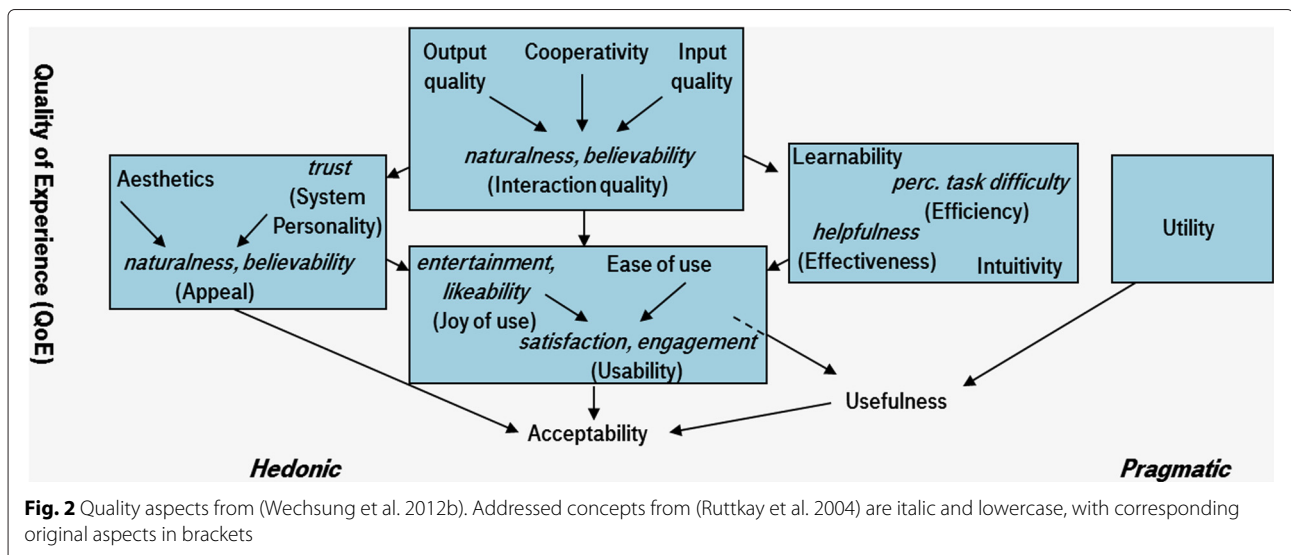 Quality of Experience (QoE)
Output
quality
Cooperativity
Input
quality
naturalness, believability
(Interaction quality)
Aesthetics
trust
(System
Personality)
naturalness, believability
(Appeal)
Learnability
perc. task difficulty
(Efficiency)
helpfulness
(Effectiveness)
Intuitivity
Utility
entertainment,
likeability
(Joy of use)
Ease of use
satisfaction, engagement
(Usability)
Usefulness
Acceptability
Hedonic
Pragmatic
Fig. 2 Quality aspects from (Wechsung et al. 2012b). Addressed concepts from (Ruttkay et al. 2004) are italic and lowercase, with corresponding
original aspects in brackets